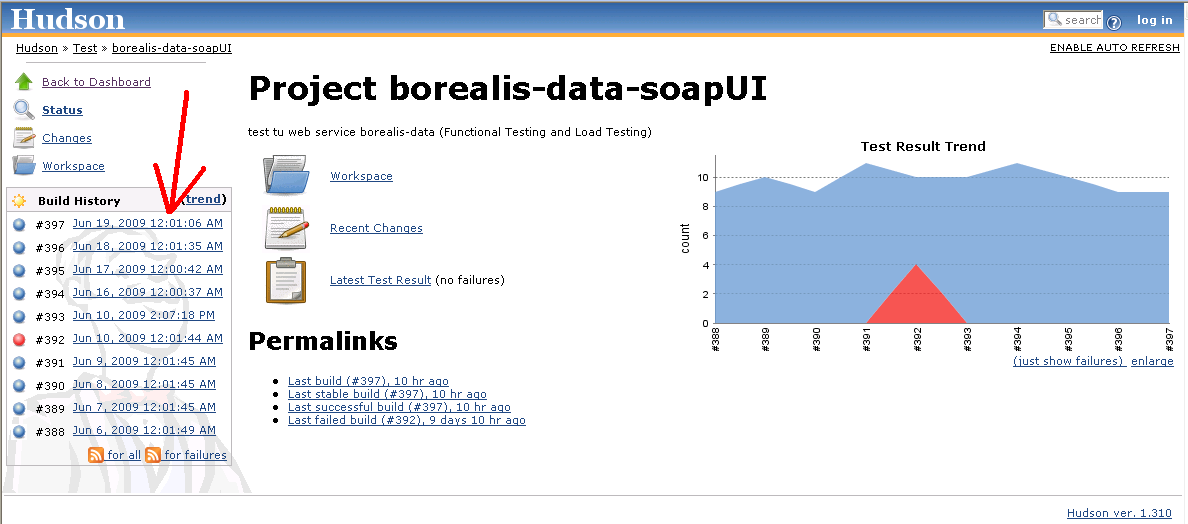 Hudson
search
log in
Hudson » Test » borealis-data-soapUI
ENABLE AUTO REFRESH
Back to Dashboard
Status
Changes
Workspace
Build History (trend)
#397 Jun 19, 2009 12:01:06 AM
#396 Jun 18, 2009 12:01:35 AM
#395 Jun 17, 2009 12:00:42 AM
#394 Jun 16, 2009 12:00:37 AM
#393 Jun 10, 2009 2:07:18 PM
#392 Jun 10, 2009 12:01:44 AM
#391 Jun 9, 2009 12:01:45 AM
#390 Jun 8, 2009 12:01:45 AM
#389 Jun 7, 2009 12:01:45 AM
#388 Jun 6, 2009 12:01:49 AM
for all for failures
Project borealis-data-soapUI
test tu web service borealis-data (Functional Testing and Load Testing)
Workspace
Recent Changes
Latest Test Result (no failures)
Permalinks
Last build (#397), 10 hr ago
Last stable build (#397), 10 hr ago
Last successful build (#397), 10 hr ago
Last failed build (#392), 9 days 10 hr ago
Test Result Trend
count
10
8
6
4
2
0
#388 #389 #390 #391 #392 #393 #394 #395 #396 #397
(just show failures) enlarge
Hudson ver. 1.310